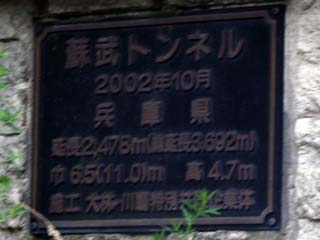 蘇武トンネル
2002年10月
兵庫県
延長2,478m(総延長3,692m)
巾 6.5(11.0)m 高 4.7m
施工 大林・川